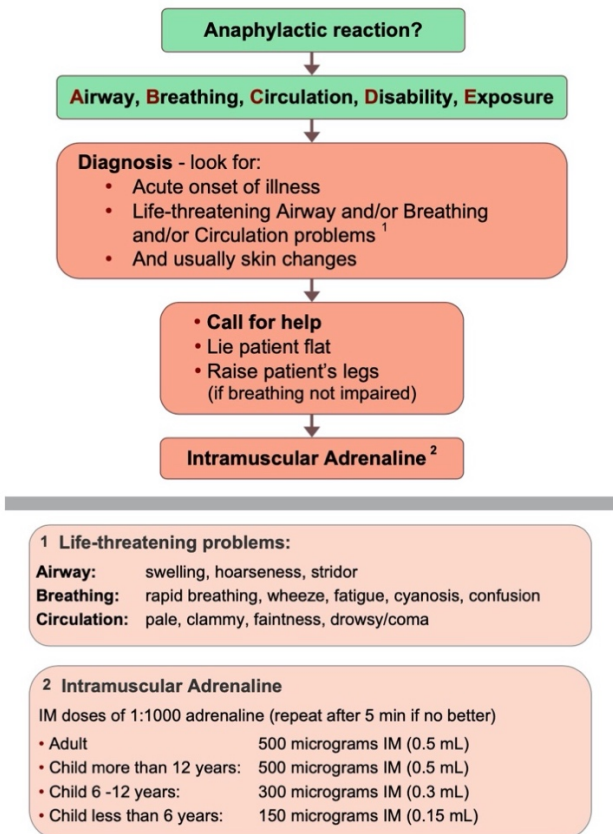 Anaphylactic reaction?
Airway, Breathing, Circulation, Disability, Exposure
Diagnosis - look for:
• Acute onset of illness
• Life-threatening Airway and/or Breathing
and/or Circulation problems 1
• And usually skin changes
• Call for help
• Lie patient flat
• Raise patient's legs
(if breathing not impaired)
Intramuscular Adrenaline 2
1 Life-threatening problems:
Airway: swelling, hoarseness, stridor
Breathing: rapid breathing, wheeze, fatigue, cyanosis, confusion
Circulation: pale, clammy, faintness, drowsy/coma
2 Intramuscular Adrenaline
IM doses of 1:1000 adrenaline (repeat after 5 min if no better)
• Adult 500 micrograms IM (0.5 mL)
• Child more than 12 years: 500 micrograms IM (0.5 mL)
• Child 6 -12 years: 300 micrograms IM (0.3 mL)
• Child less than 6 years: 150 micrograms IM (0.15 mL)